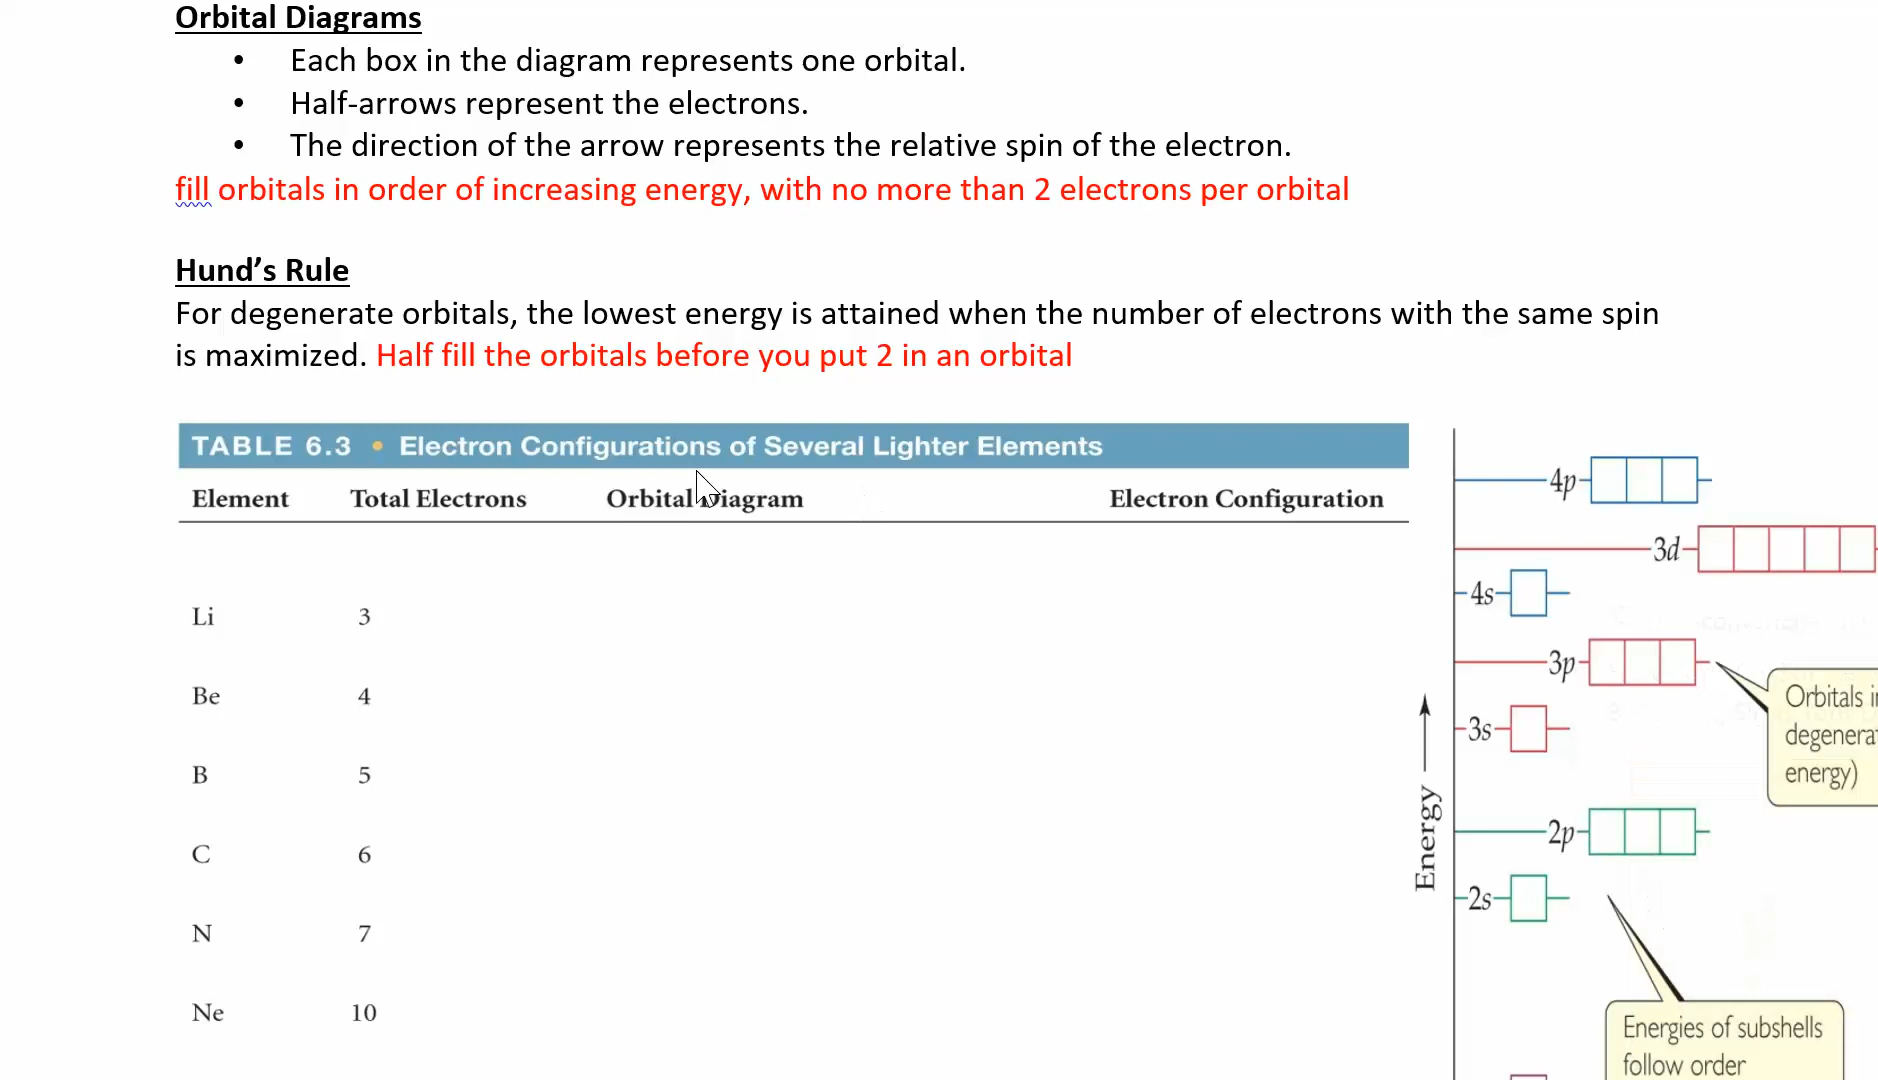 Orbital Diagrams
• Each box in the diagram represents one orbital.
• Half-arrows represent the electrons.
• The direction of the arrow represents the relative spin of the electron.
fill orbitals in order of increasing energy, with no more than 2 electrons per orbital
Hund’s Rule
For degenerate orbitals, the lowest energy is attained when the number of electrons with the same spin
is maximized. Half fill the orbitals before you put 2 in an orbital
TABLE 6.3 • Electron Configurations of Several Lighter Elements
Element Total Electrons Orbital Diagram Electron Configuration
Li 3
Be 4
B 5
C 6
N 7
Ne 10
4p
3d
4s
3p
3s
2p
2s
Energy
Orbitals
energy)
Energies of subshells
follow order